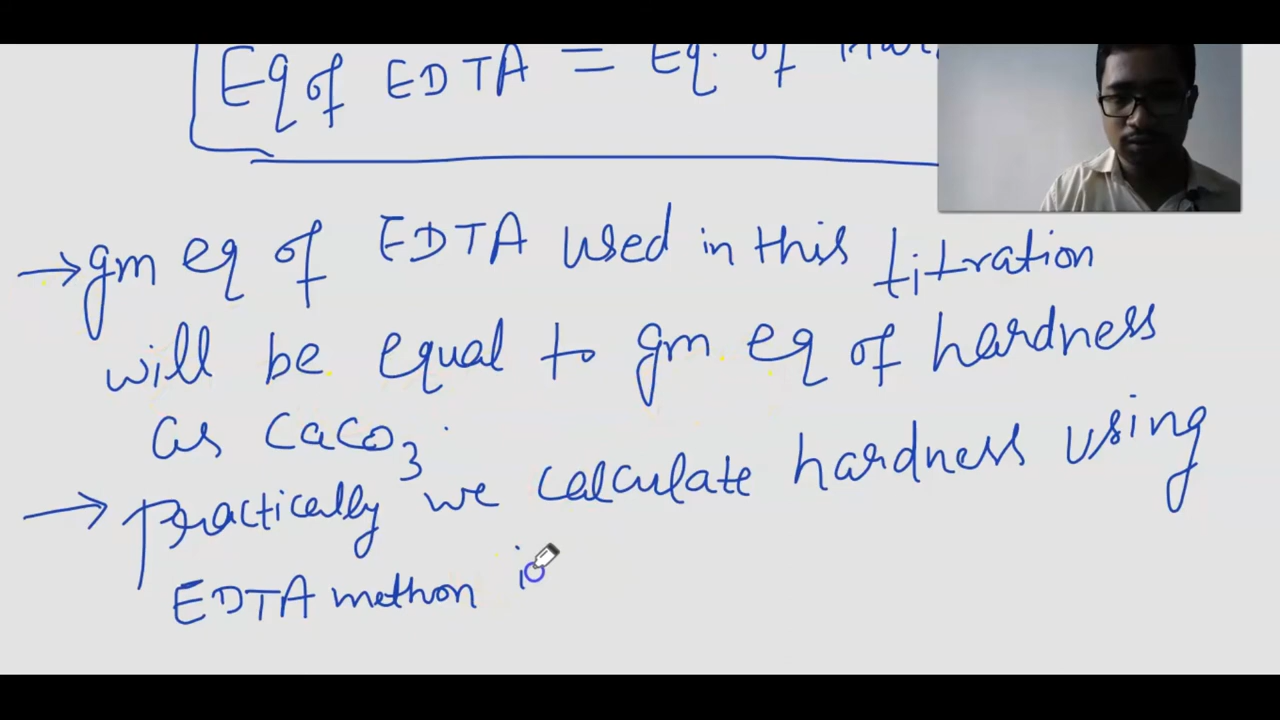 Eq of EDTA = Eq. of
→ gm eq of EDTA used in this titration
will be equal to gm eq of hardness
as CaCO3.
→ practically we calculate hardness using
EDTA methon